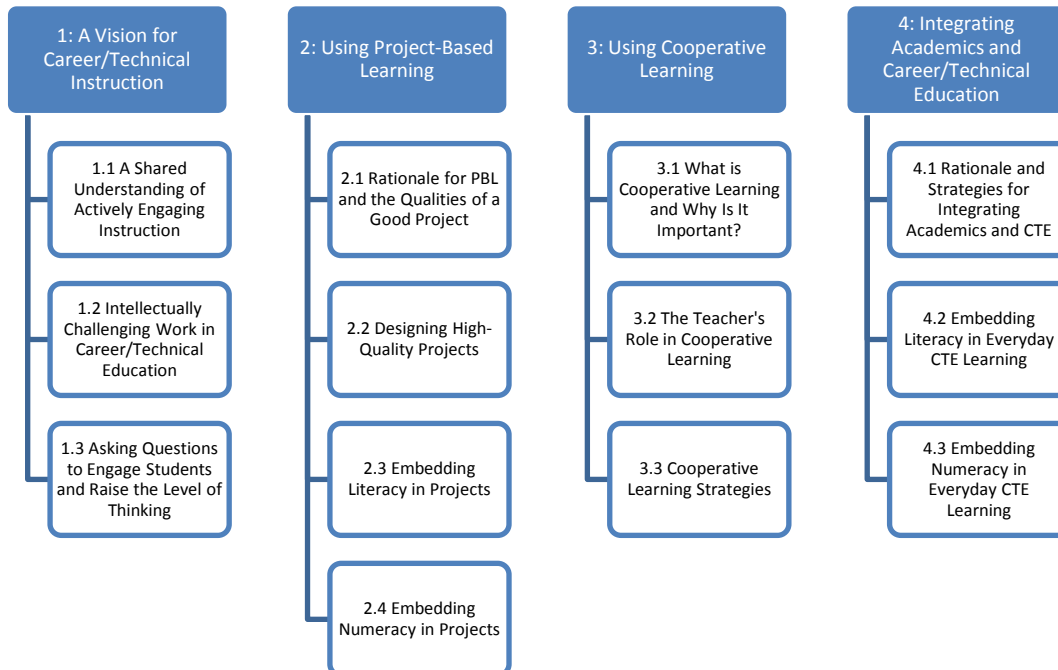 1: A Vision for
Career/Technical
Instruction
1.1 A Shared
Understanding of
Actively Engaging
Instruction
1.2 Intellectually
Challenging Work in
Career/Technical
Education
1.3 Asking Questions
to Engage Students
and Raise the Level of
Thinking
2: Using Project-Based
Learning
2.1 Rationale for PBL
and the Qualities of a
Good Project
2.2 Designing High-
Quality Projects
2.3 Embedding
Literacy in Projects
2.4 Embedding
Numeracy in Projects
3: Using Cooperative
Learning
3.1 What is
Cooperative Learning
and Why Is It
Important?
3.2 The Teacher's
Role in Cooperative
Learning
3.3 Cooperative
Learning Strategies
4: Integrating
Academics and
Career/Technical
Education
4.1 Rationale and
Strategies for
Integrating
Academics and CTE
4.2 Embedding
Literacy in Everyday
CTE Learning
4.3 Embedding
Numeracy in
Everyday CTE
Learning